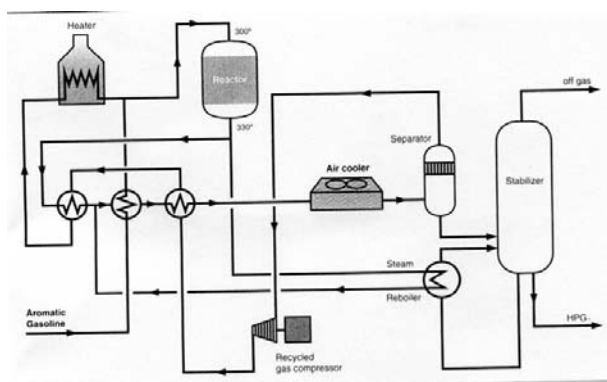 Heater
300°
Reactor
330°
off gas
Separator
Air cooler
Stabilizer
Steam
Reboiler
Aromatic
Gasoline
Recycled
gas compressor
HPG-